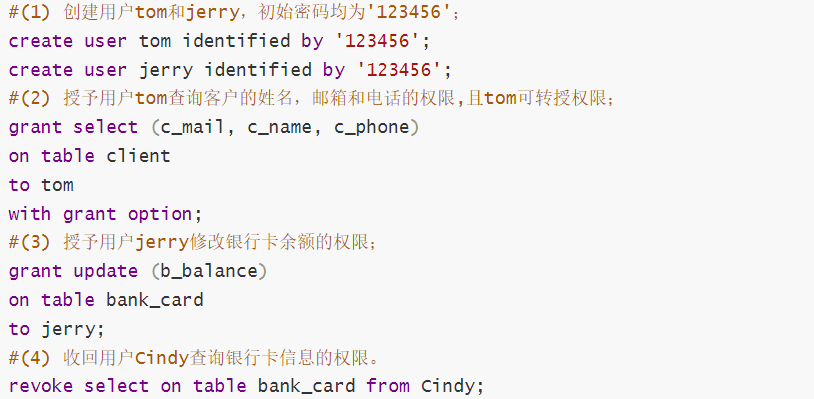 #(1) 创建用户tom和jerry，初始密码均为'123456'；
create user tom identified by '123456';
create user jerry identified by '123456';
#(2) 授予用户tom查询客户的姓名，邮箱和电话的权限,且tom可转授权限；
grant select (c_mail, c_name, c_phone)
on table client
to tom
with grant option;
#(3) 授予用户jerry修改银行卡余额的权限；
grant update (b_balance)
on table bank_card
to jerry;
#(4) 收回用户Cindy查询银行卡信息的权限。
revoke select on table bank_card from Cindy;